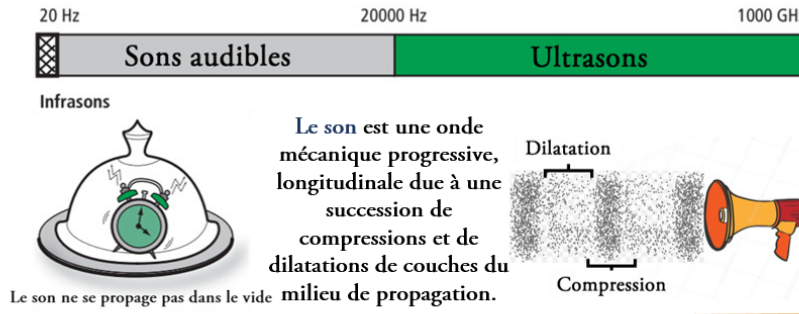 20 Hz
20000 Hz
1000 GH
Sons audibles
Ultrasons
Infrasons
Le son est une onde
mécanique progressive,
longitudinale due à une
succession de
compressions et de
dilatations de couches du
milieu de propagation.
Dilatation
Compression
Le son ne se propage pas dans le vide